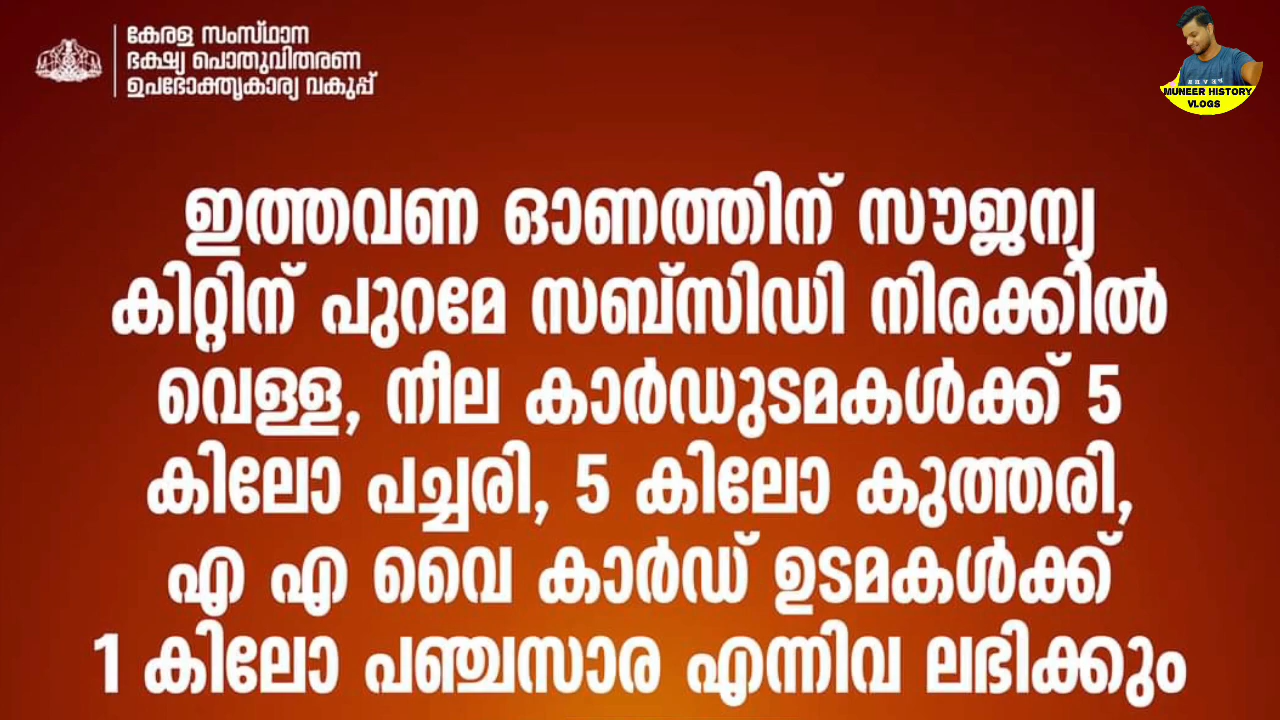 കേരള സംസ്ഥാന
ഭക്ഷ്യ പൊതുവിതരണ
ഉപഭോക്തൃകാര്യ വകുപ്പ്
MUNEER HISTORY
VLOGS
ഇത്തവണ ഓണത്തിന് സൗജന്യ
കിറ്റിന് പുറമേ സബ്സിഡി നിരക്കിൽ
വെള്ള, നീല കാർഡുടമകൾക്ക് 5
കിലോ പച്ചരി, 5 കിലോ കുത്തരി,
എ എ വൈ കാർഡ് ഉടമകൾക്ക്
1 കിലോ പഞ്ചസാര എന്നിവ ലഭിക്കും